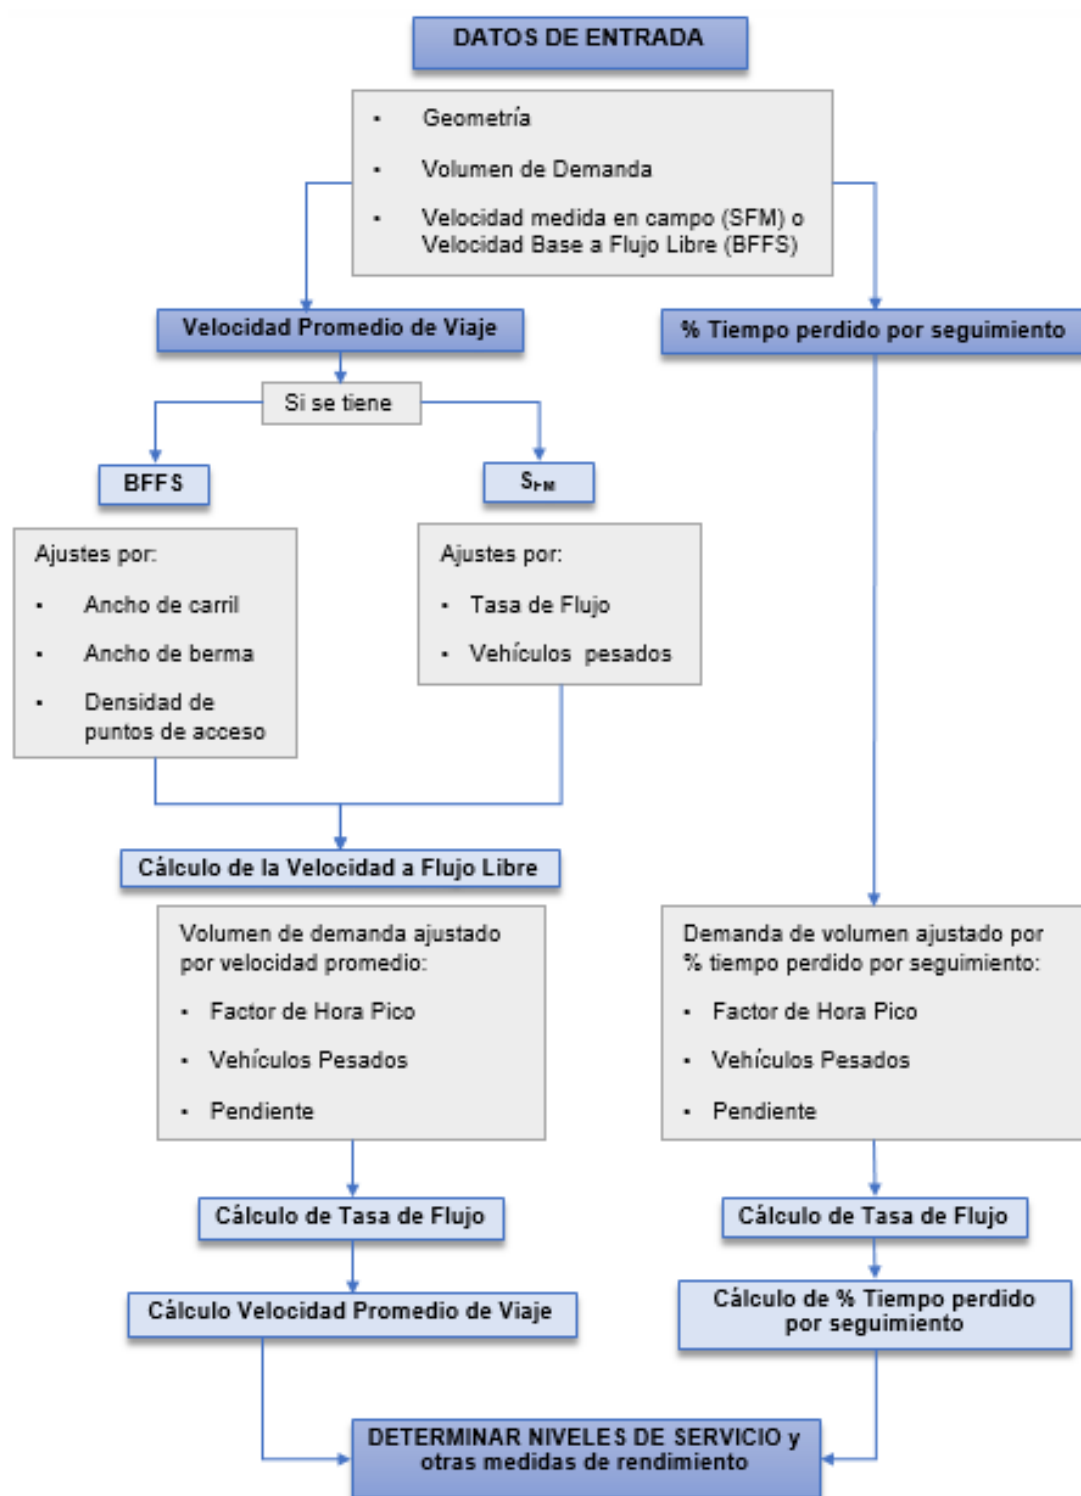 DATOS DE ENTRADA
▪ Geometría
▪ Volumen de Demanda
▪ Velocidad medida en campo (SFM) o
Velocidad Base a Flujo Libre (BFFS)
Velocidad Promedio de Viaje
% Tiempo perdido por seguimiento
Si se tiene
BFFS
SFM
Ajustes por:
▪ Ancho de carril
▪ Ancho de berma
▪ Densidad de
puntos de acceso
Ajustes por:
▪ Tasa de Flujo
▪ Vehículos pesados
Cálculo de la Velocidad a Flujo Libre
Volumen de demanda ajustado
por velocidad promedio:
▪ Factor de Hora Pico
▪ Vehículos Pesados
▪ Pendiente
Demanda de volumen ajustado por
% tiempo perdido por seguimiento:
▪ Factor de Hora Pico
▪ Vehículos Pesados
▪ Pendiente
Cálculo de Tasa de Flujo
Cálculo de Tasa de Flujo
Cálculo Velocidad Promedio de Viaje
Cálculo de % Tiempo perdido
por seguimiento
DETERMINAR NIVELES DE SERVICIO y
otras medidas de rendimiento